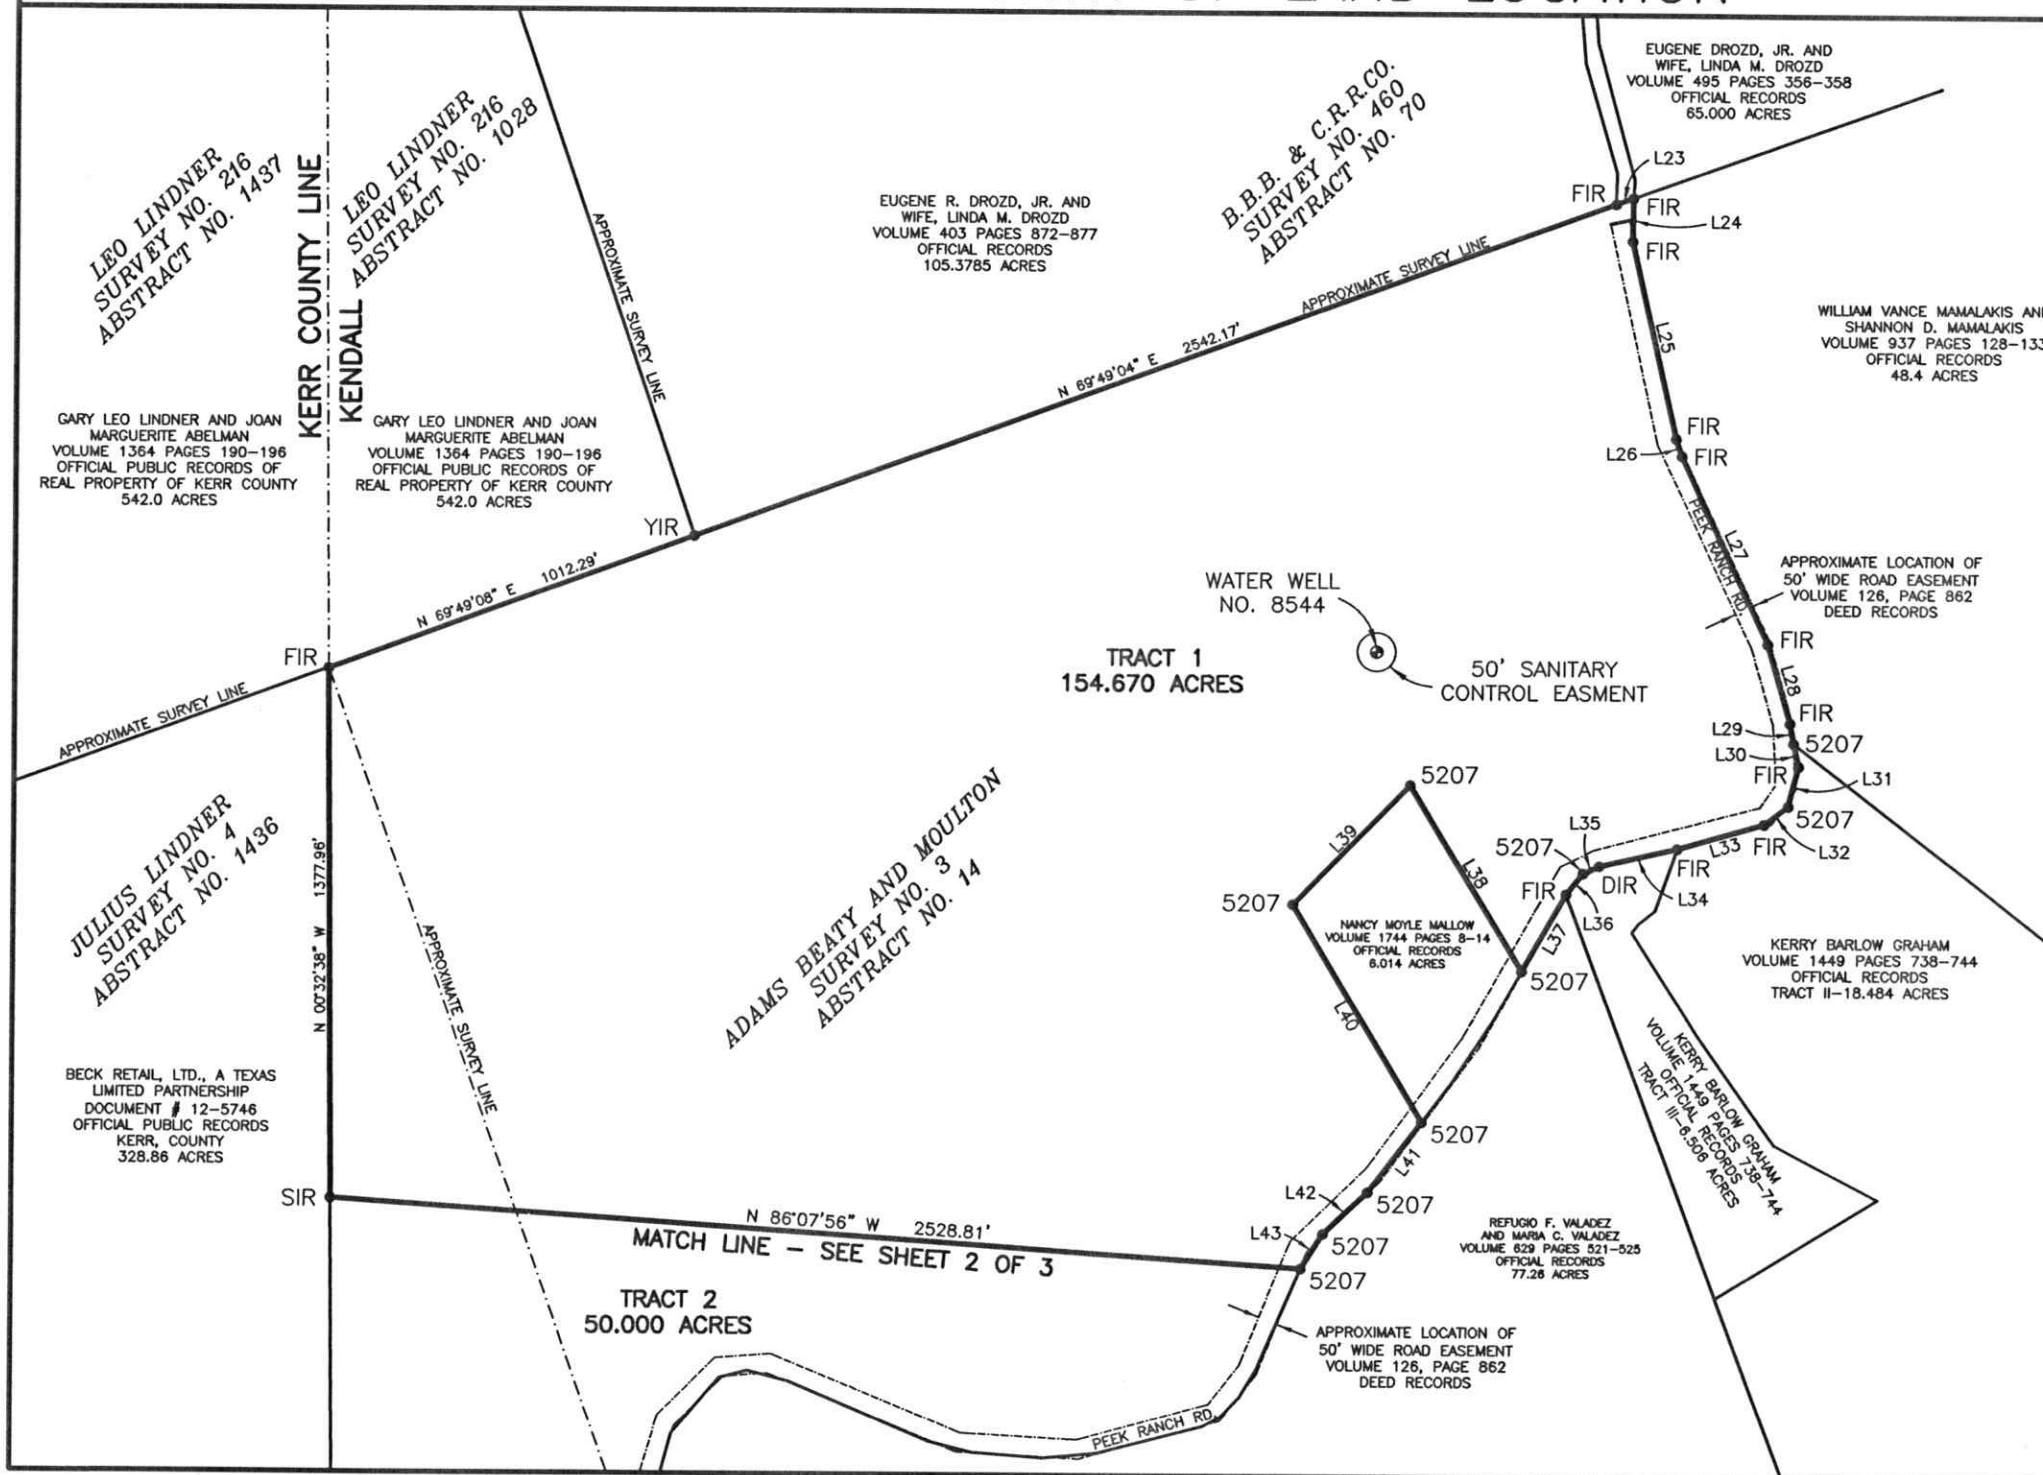 EUGENE DROZD, JR. AND
WIFE, LINDA M. DROZD
VOLUME 495 PAGES 356-358
OFFICIAL RECORDS
65.000 ACRES
LEO LINDNER
SURVEY NO. 216
ABSTRACT NO. 1437
KERR COUNTY LINE
KENDALL
LEO LINDNER
SURVEY NO. 216
ABSTRACT NO. 1028
APPROXIMATE SURVEY LINE
EUGENE R. DROZD, JR. AND
WIFE, LINDA M. DROZD
VOLUME 403 PAGES 872-877
OFFICIAL RECORDS
105.3785 ACRES
B.B.B. & C.R.R.CO.
SURVEY NO. 460
ABSTRACT NO. 70
APPROXIMATE SURVEY LINE
L23
FIR
FIR
L24
FIR
L25
WILLIAM VANCE MAMALAKIS AN
SHANNON D. MAMALAKIS
VOLUME 937 PAGES 128-133
OFFICIAL RECORDS
48.4 ACRES
N 69°49'04" E 2542.17'
GARY LEO LINDNER AND JOAN
MARGUERITE ABELMAN
VOLUME 1364 PAGES 190-196
OFFICIAL PUBLIC RECORDS OF
REAL PROPERTY OF KERR COUNTY
542.0 ACRES
GARY LEO LINDNER AND JOAN
MARGUERITE ABELMAN
VOLUME 1364 PAGES 190-196
OFFICIAL PUBLIC RECORDS OF
REAL PROPERTY OF KERR COUNTY
542.0 ACRES
FIR
L26
FIR
YIR
PEEK RANCH RD.
L27
APPROXIMATE LOCATION OF
50' WIDE ROAD EASEMENT
VOLUME 126, PAGE 862
DEED RECORDS
N 69°49'08" E 1012.29'
WATER WELL
NO. 8544
FIR
TRACT 1
154.670 ACRES
50' SANITARY
CONTROL EASMENT
FIR
L28
APPROXIMATE SURVEY LINE
FIR
L29
5207
L30
FIR
L31
5207
L32
FIR
L33
FIR
L34
L35
5207
DIR
FIR
L36
L37
5207
L39
L38
5207
NANCY MOYLE MALLOW
VOLUME 1744 PAGES 8-14
OFFICIAL RECORDS
6.014 ACRES
5207
L40
JULIUS LINDNER
SURVEY NO. 4
ABSTRACT NO. 1436
N 00°32'38" W 1377.96'
APPROXIMATE SURVEY LINE
ADAMS BEATY AND MOULTON
SURVEY NO. 3
ABSTRACT NO. 14
KERRY BARLOW GRAHAM
VOLUME 1449 PAGES 738-744
OFFICIAL RECORDS
TRACT II-18.484 ACRES
KERRY BARLOW GRAHAM
VOLUME 1449 PAGES 738-744
OFFICIAL RECORDS
TRACT III-6.506 ACRES
BECK RETAIL, LTD., A TEXAS
LIMITED PARTNERSHIP
DOCUMENT # 12-5746
OFFICIAL PUBLIC RECORDS
KERR, COUNTY
328.86 ACRES
5207
L41
SIR
L42
5207
N 86°07'56" W 2528.81'
MATCH LINE - SEE SHEET 2 OF 3
L43
5207
5207
REFUGIO F. VALADEZ
AND MARIA C. VALADEZ
VOLUME 629 PAGES 521-525
OFFICIAL RECORDS
77.26 ACRES
TRACT 2
50.000 ACRES
APPROXIMATE LOCATION OF
50' WIDE ROAD EASEMENT
VOLUME 126, PAGE 862
DEED RECORDS
PEEK RANCH RD.